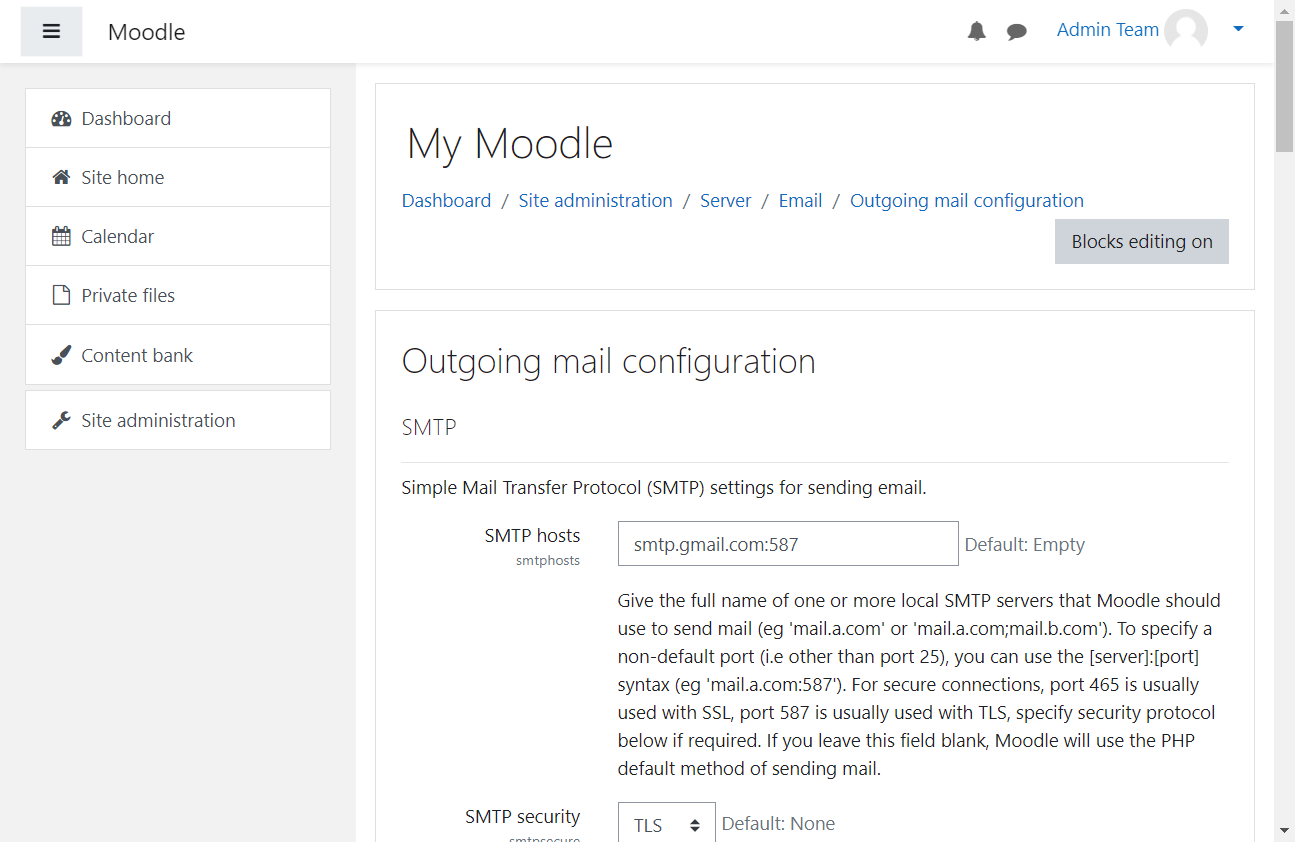 Moodle
Admin Team
Dashboard
Site home
Calendar
Private files
Content bank
Site administration
My Moodle
Dashboard / Site administration / Server / Email / Outgoing mail configuration
Blocks editing on
Outgoing mail configuration
SMTP
Simple Mail Transfer Protocol (SMTP) settings for sending email.
SMTP hosts
smtphosts
smtp.gmail.com:587
Default: Empty
Give the full name of one or more local SMTP servers that Moodle should
use to send mail (eg 'mail.a.com' or 'mail.a.com;mail.b.com'). To specify a
non-default port (i.e other than port 25), you can use the [server]:[port]
syntax (eg 'mail.a.com:587'). For secure connections, port 465 is usually
used with SSL, port 587 is usually used with TLS, specify security protocol
below if required. If you leave this field blank, Moodle will use the PHP
default method of sending mail.
SMTP security
smtpsecure
TLS
Default: None